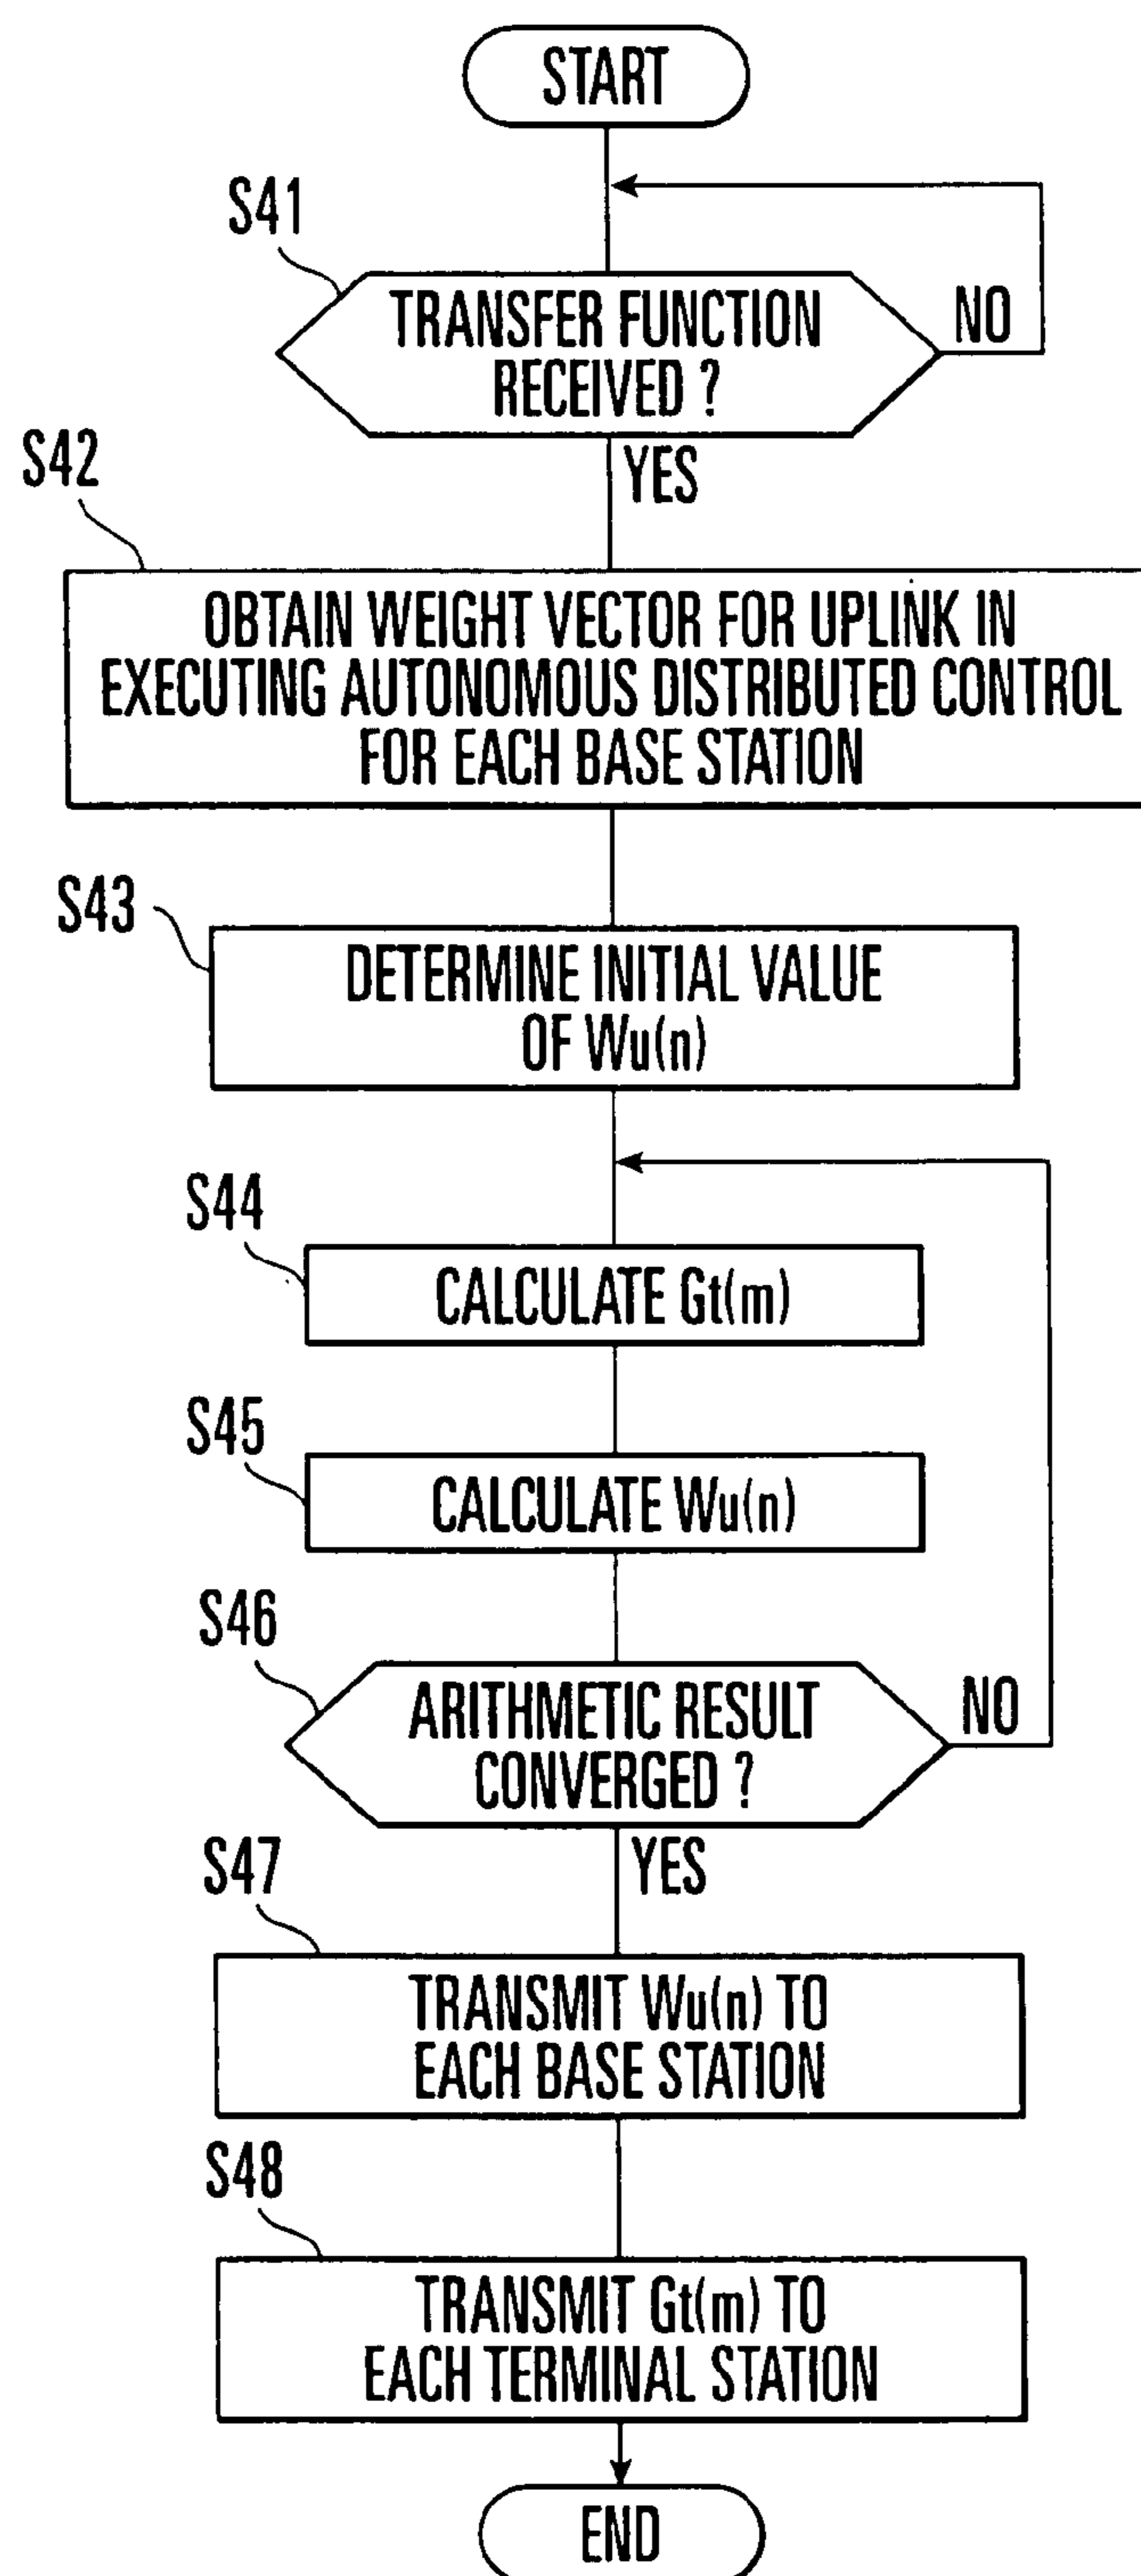 START
S41
TRANSFER FUNCTION
RECEIVED ?
NO
YES
S42
OBTAIN WEIGHT VECTOR FOR UPLINK IN
EXECUTING AUTONOMOUS DISTRIBUTED CONTROL
FOR EACH BASE STATION
S43
DETERMINE INITIAL VALUE
OF Wu(n)
S44
CALCULATE Gt(m)
S45
CALCULATE Wu(n)
S46
ARITHMETIC RESULT
CONVERGED ?
NO
YES
S47
TRANSMIT Wu(n) TO
EACH BASE STATION
S48
TRANSMIT Gt(m) TO
EACH TERMINAL STATION
END